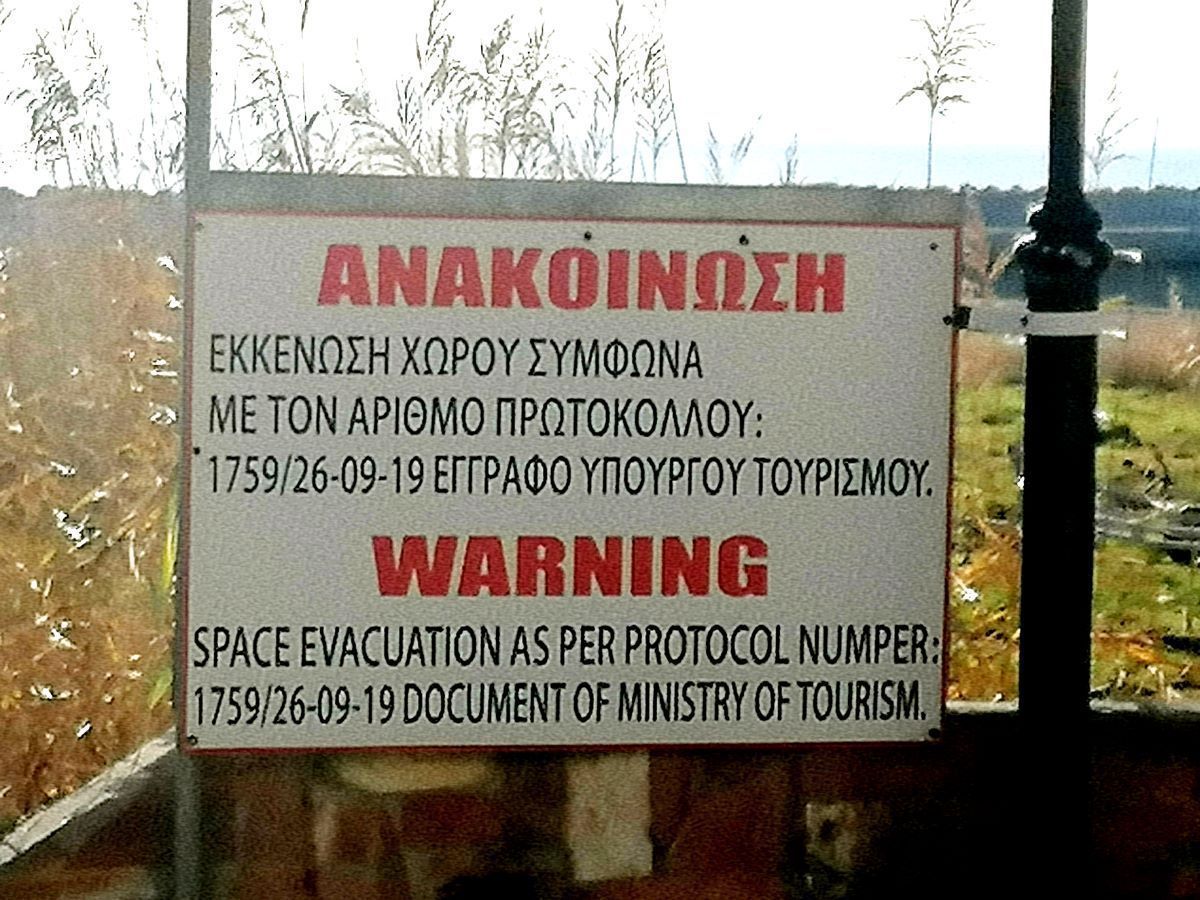 ΑΝΑΚΟΙΝΩΣΗ
ΕΚΚΕΝΩΣΗ ΧΩΡΟΥ ΣΥΜΦΩΝΑ
ΜΕ ΤΟΝ ΑΡΙΘΜΟ ΠΡΩΤΟΚΟΛΛΟΥ:
1759/26-09-19 ΕΓΓΡΑΦΟ ΥΠΟΥΡΓΟΥ ΤΟΥΡΙΣΜΟΥ.
WARNING
SPACE EVACUATION AS PER PROTOCOL NUMPER:
1759/26-09-19 DOCUMENT OF MINISTRY OF TOURISM.